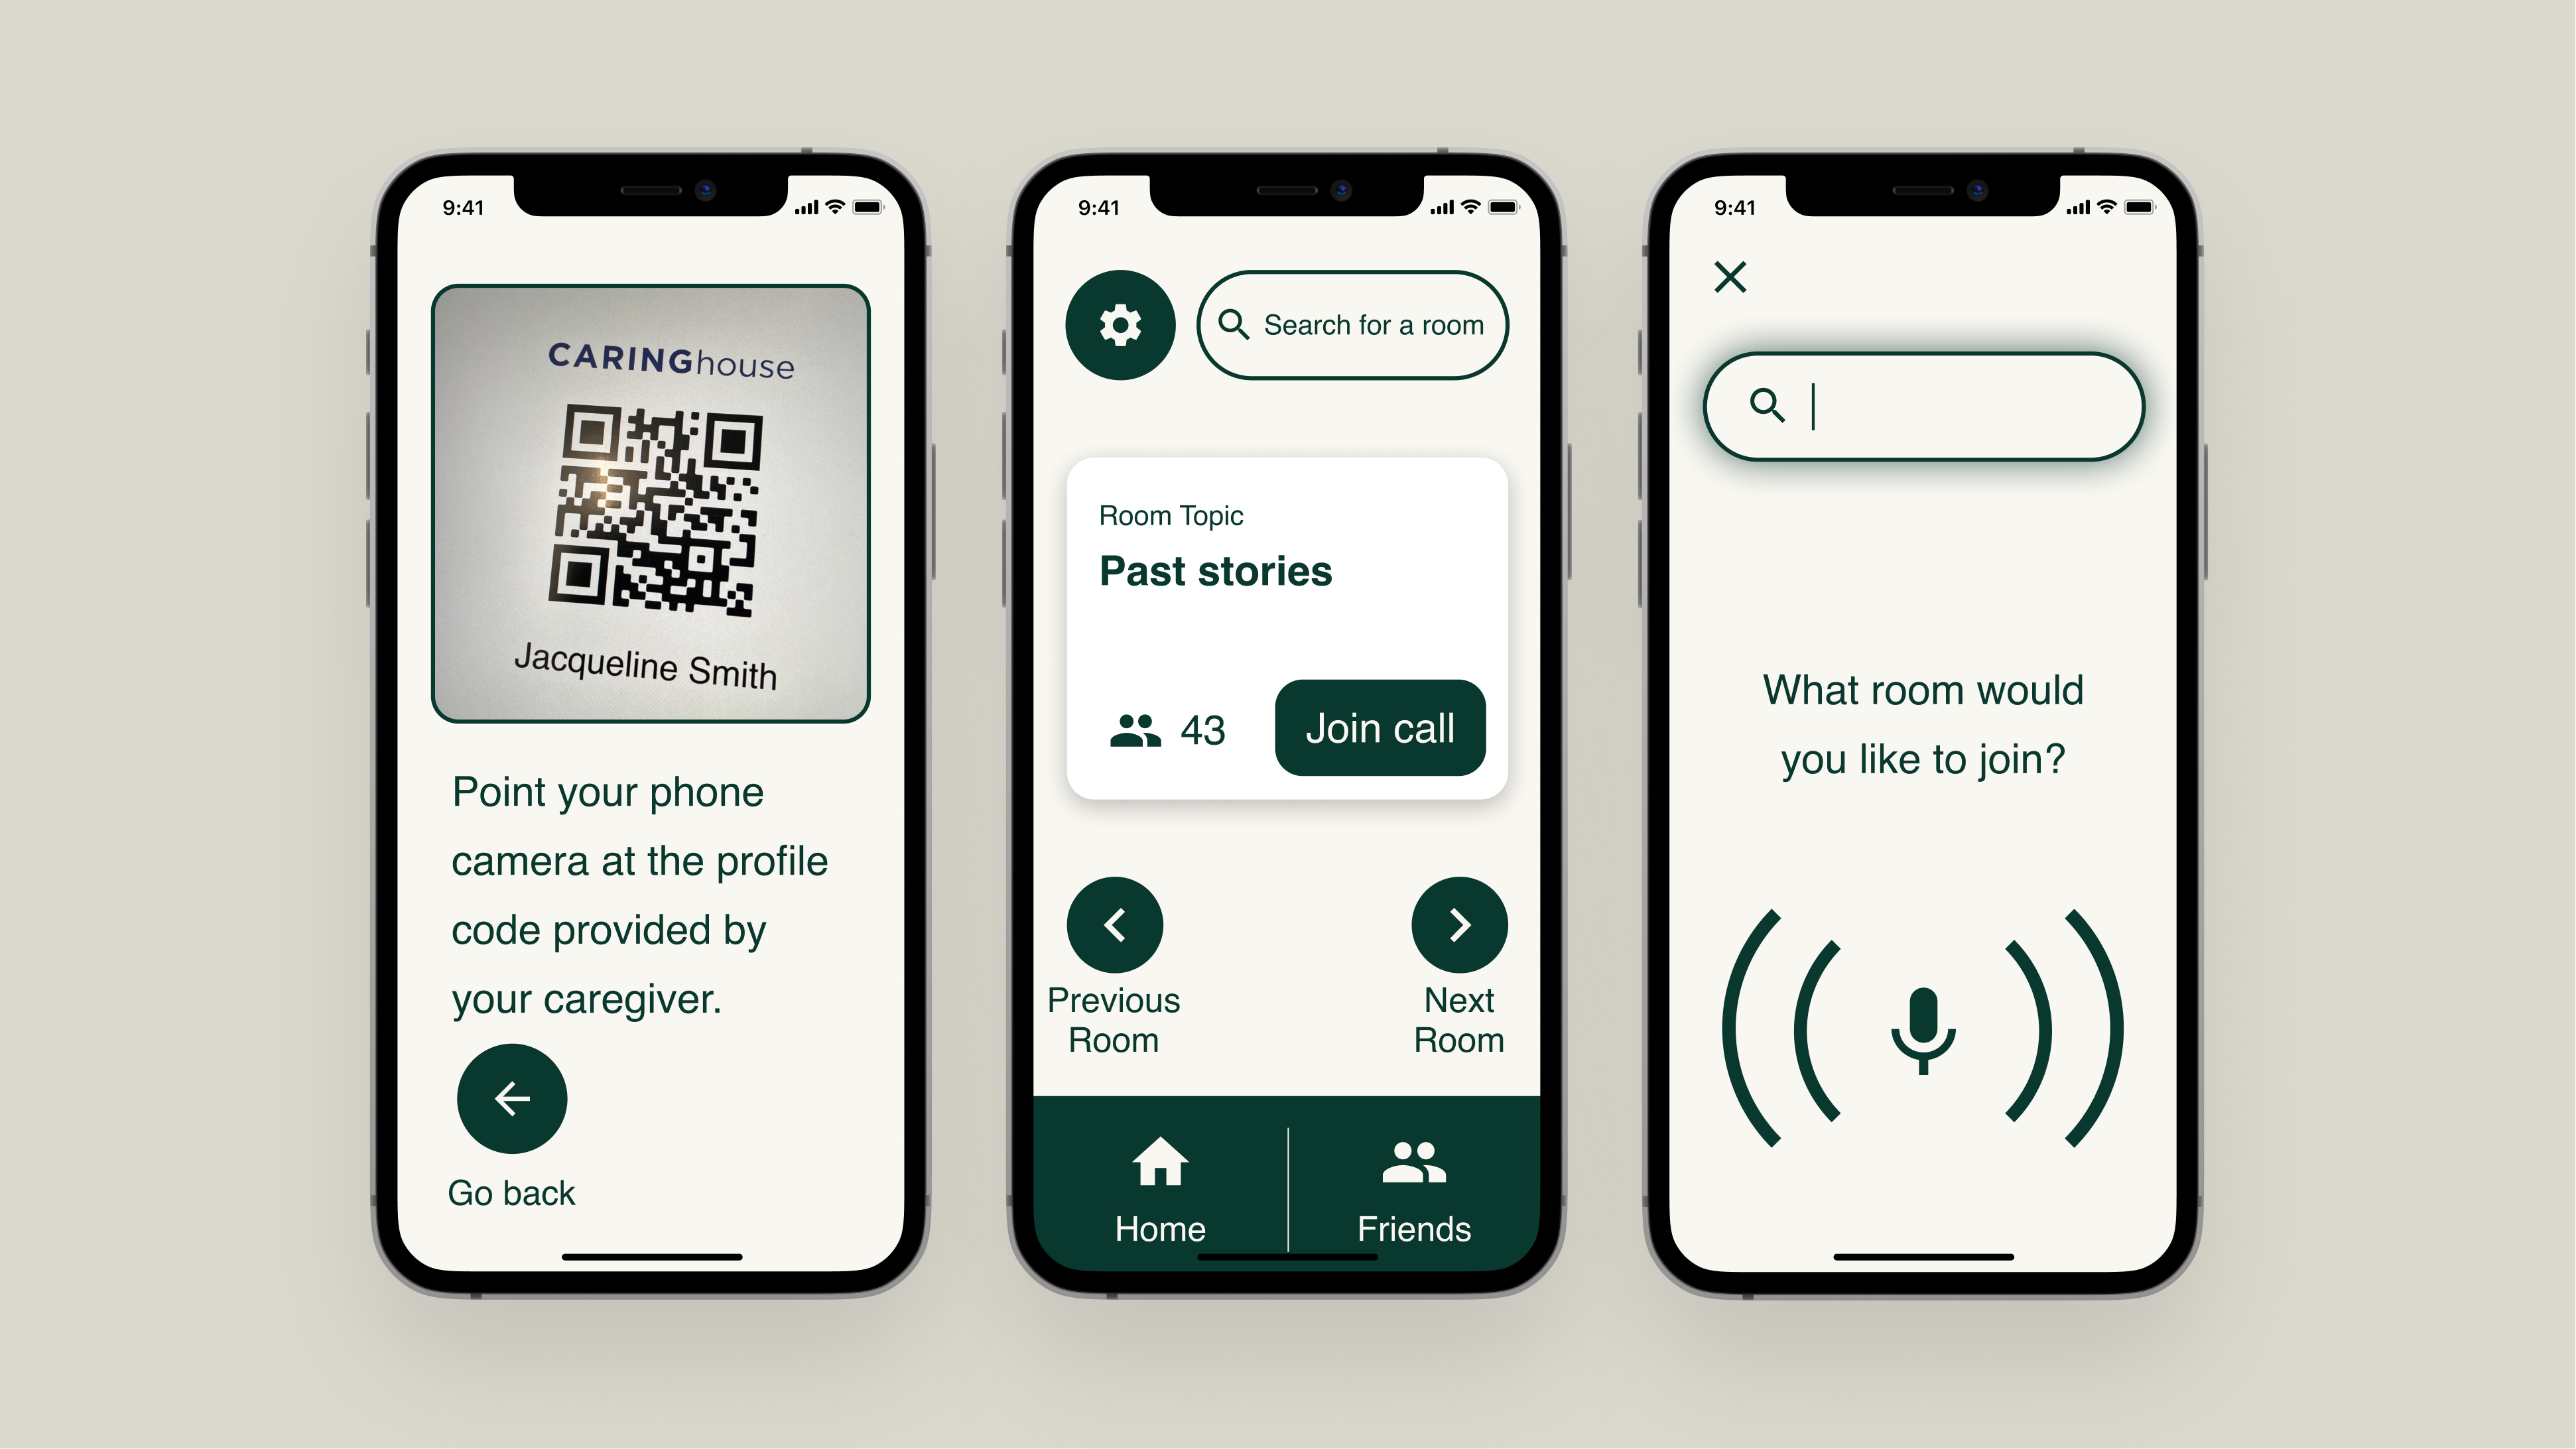 9:41
CARINGhouse
Jacqueline Smith
Point your phone
camera at the profile
code provided by
your caregiver.
Go back
9:41
Search for a room
Room Topic
Past stories
43
Join call
Previous
Room
Next
Room
Home
Friends
9:41
What room would
you like to join?